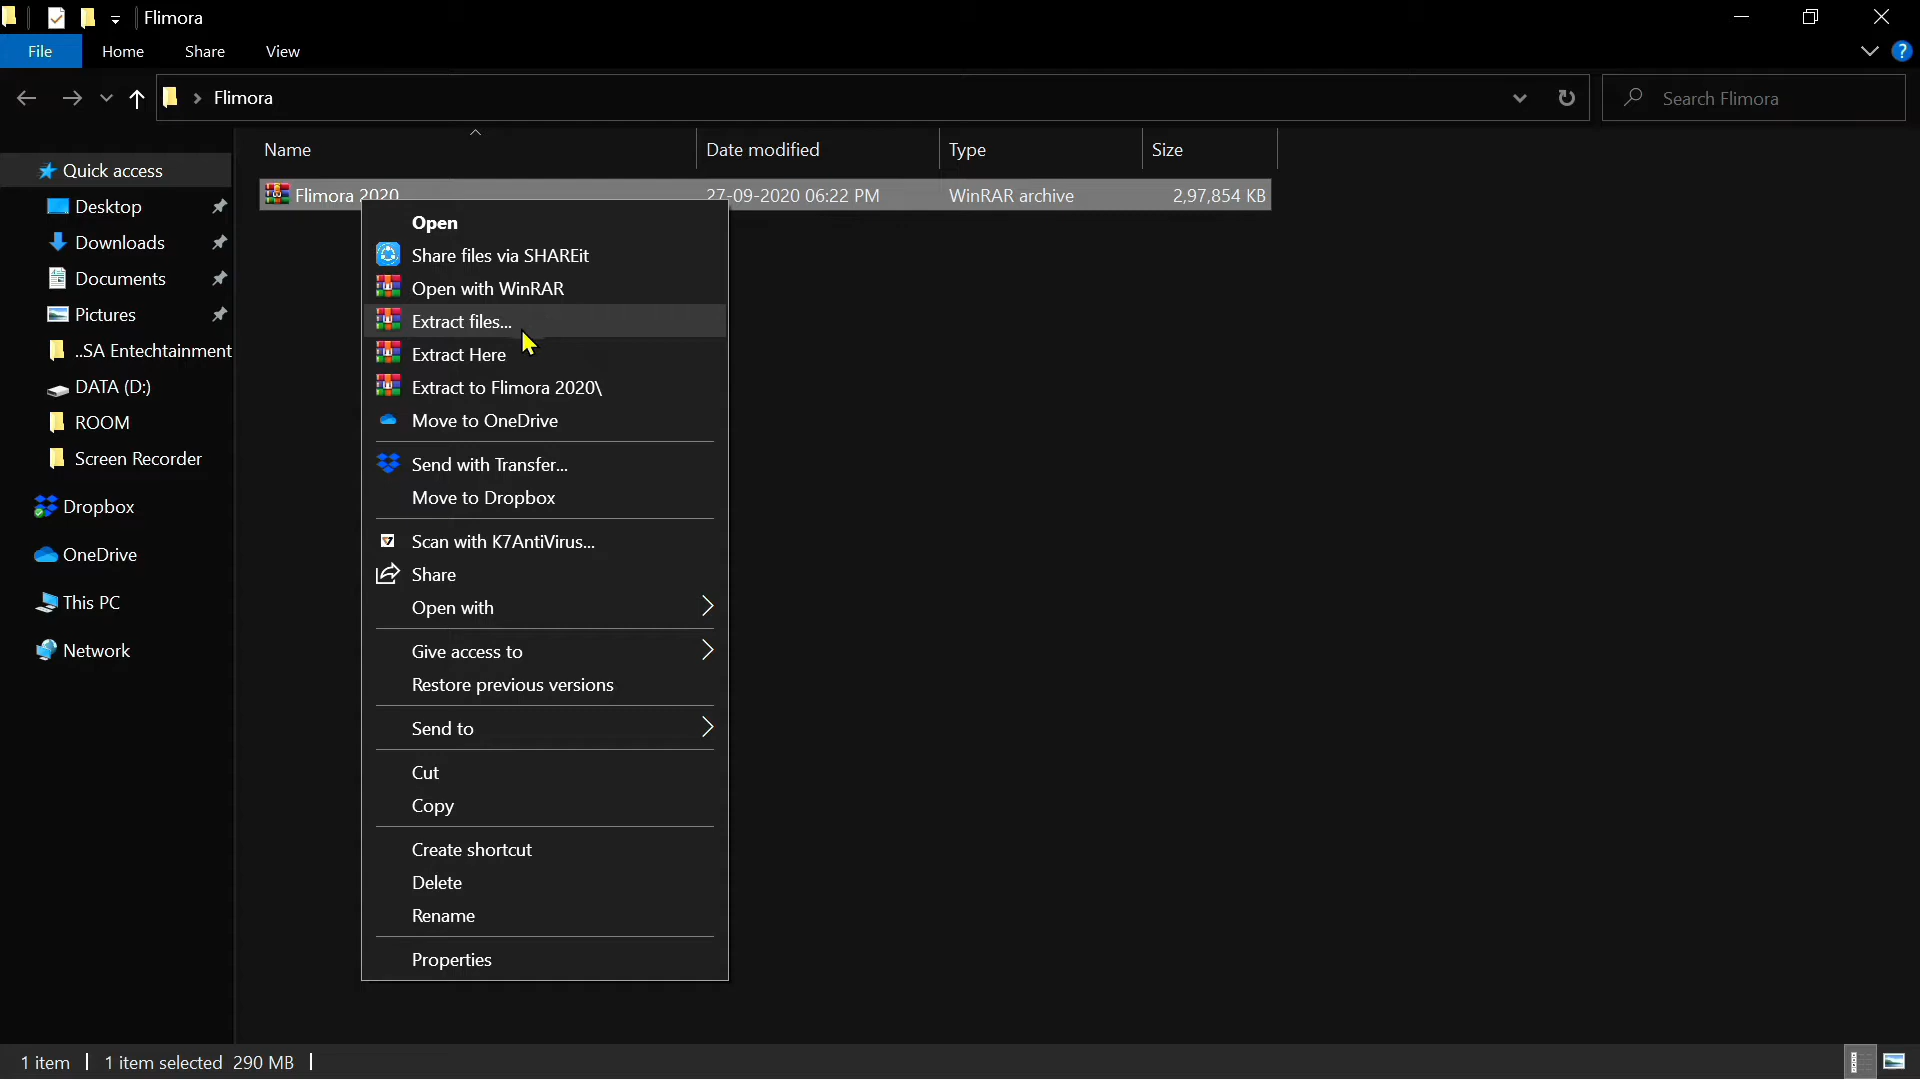 Flimora
File Home Share View
Flimora
Search Flimora
Name Date modified Type Size
Flimora 2020 27-09-2020 06:22 PM WinRAR archive 2,97,854 KB
Quick access
Desktop
Downloads
Documents
Pictures
..SA Entechtainment
DATA (D:)
ROOM
Screen Recorder
Dropbox
OneDrive
This PC
Network
Open
Share files via SHAREit
Open with WinRAR
Extract files...
Extract Here
Extract to Flimora 2020\
Move to OneDrive
Send with Transfer...
Move to Dropbox
Scan with K7AntiVirus...
Share
Open with
Give access to
Restore previous versions
Send to
Cut
Copy
Create shortcut
Delete
Rename
Properties
1 item 1 item selected 290 MB